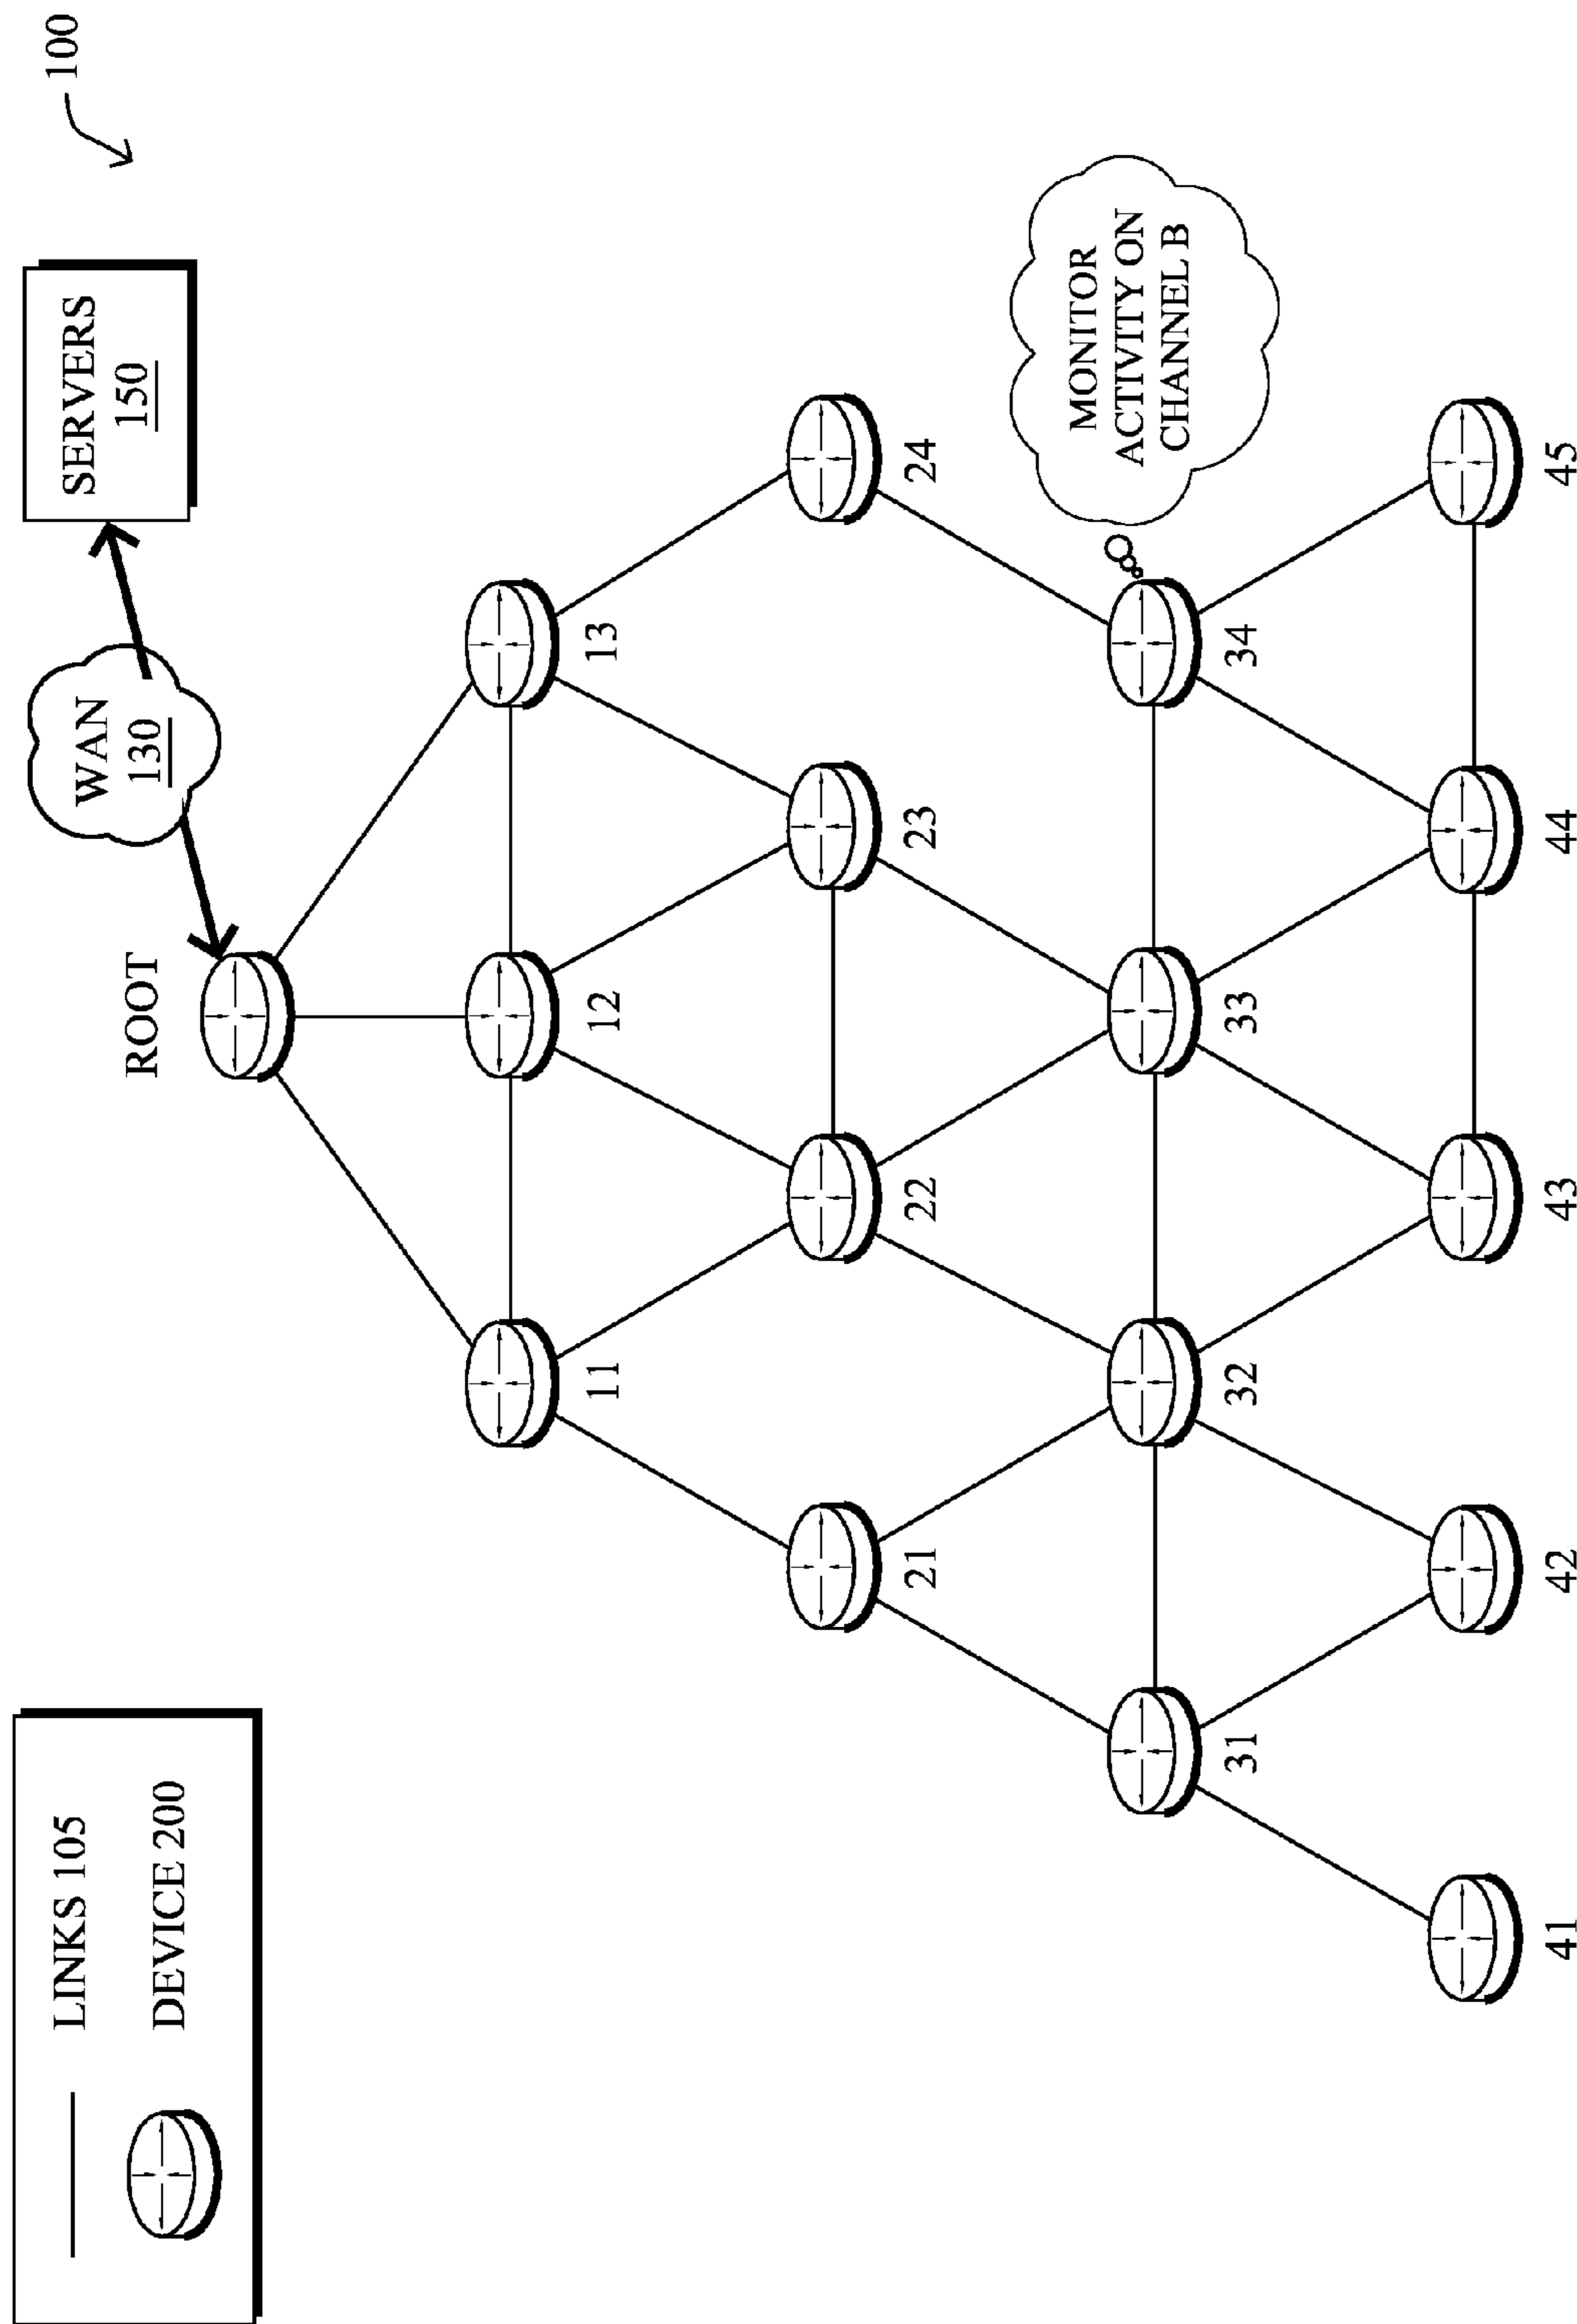 100
SERVERS
150
WAN
130
ROOT
LINKS 105
DEVICE 200
11
12
13
21
22
23
24
MONITOR
ACTIVITY ON
CHANNEL B
31
32
33
34
41
42
43
44
45